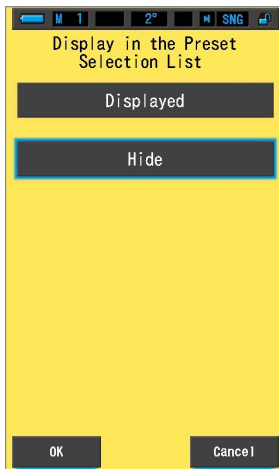 M 1 2° SNG
Display in the Preset
Selection List
Displayed
Hide
OK Cancel